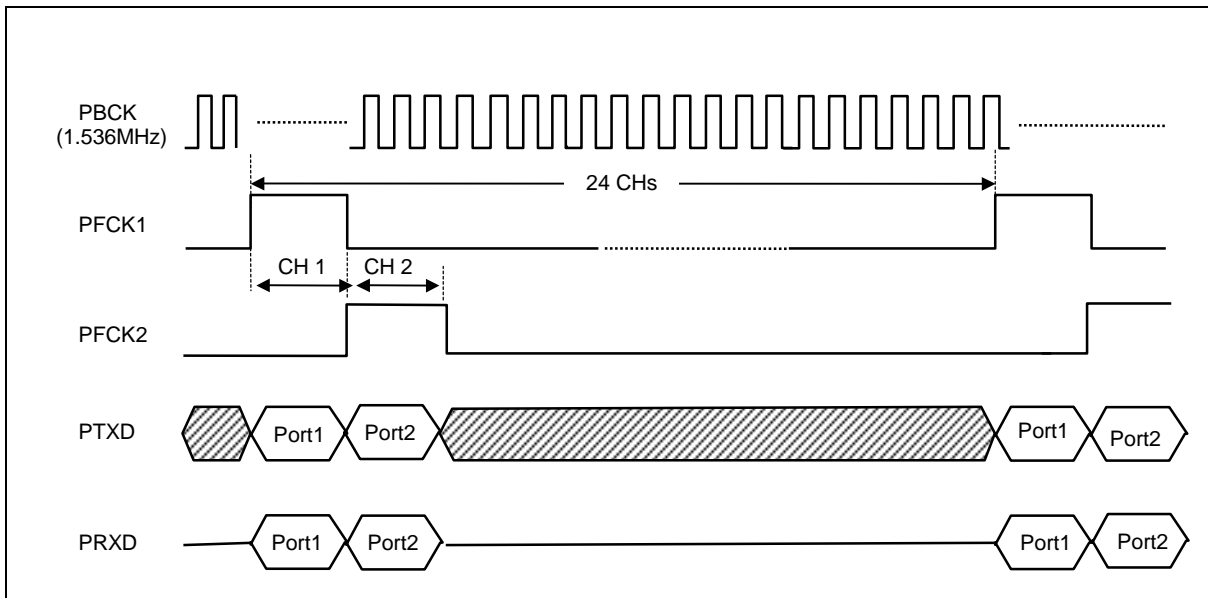 PBCK
(1.536MHz)
24 CHs
PFCK1
CH 1 CH 2
PFCK2
PTXD Port1 Port2 Port1 Port2
PRXD Port1 Port2 Port1 Port2